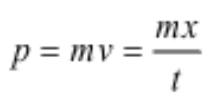 p = mv = mx/t